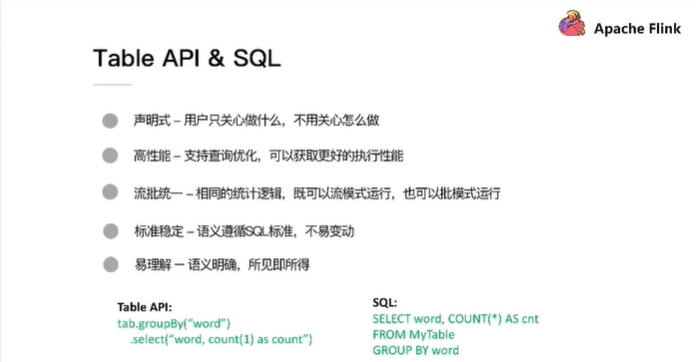 Apache Flink
Table API & SQL
声明式 – 用户只关心做什么，不用关心怎么做
高性能 – 支持查询优化，可以获取更好的执行性能
流批统一 – 相同的统计逻辑，既可以流模式运行，也可以批模式运行
标准稳定 – 语义遵循SQL标准，不易变动
易理解 — 语义明确，所见即所得
Table API:
tab.groupBy(“word”)
.select(“word, count(1) as count”)
SQL:
SELECT word, COUNT(*) AS cnt
FROM MyTable
GROUP BY word